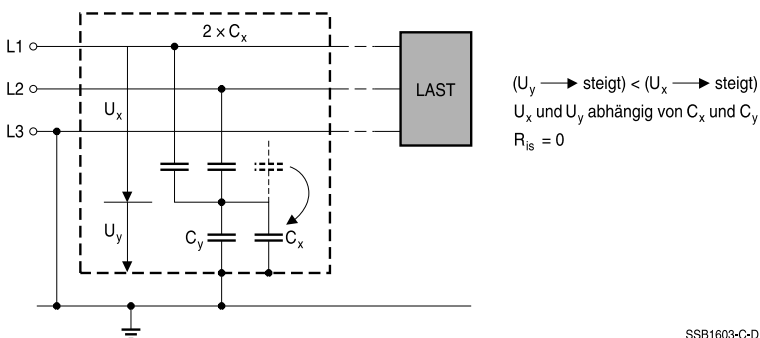 2 × Cx
L1
L2
L3
Ux
Uy
Cy
Cx
LAST
(Uy → steigt) < (Ux → steigt)
Ux und Uy abhängig von Cx und Cy
Ris = 0
SSB1603-C-D